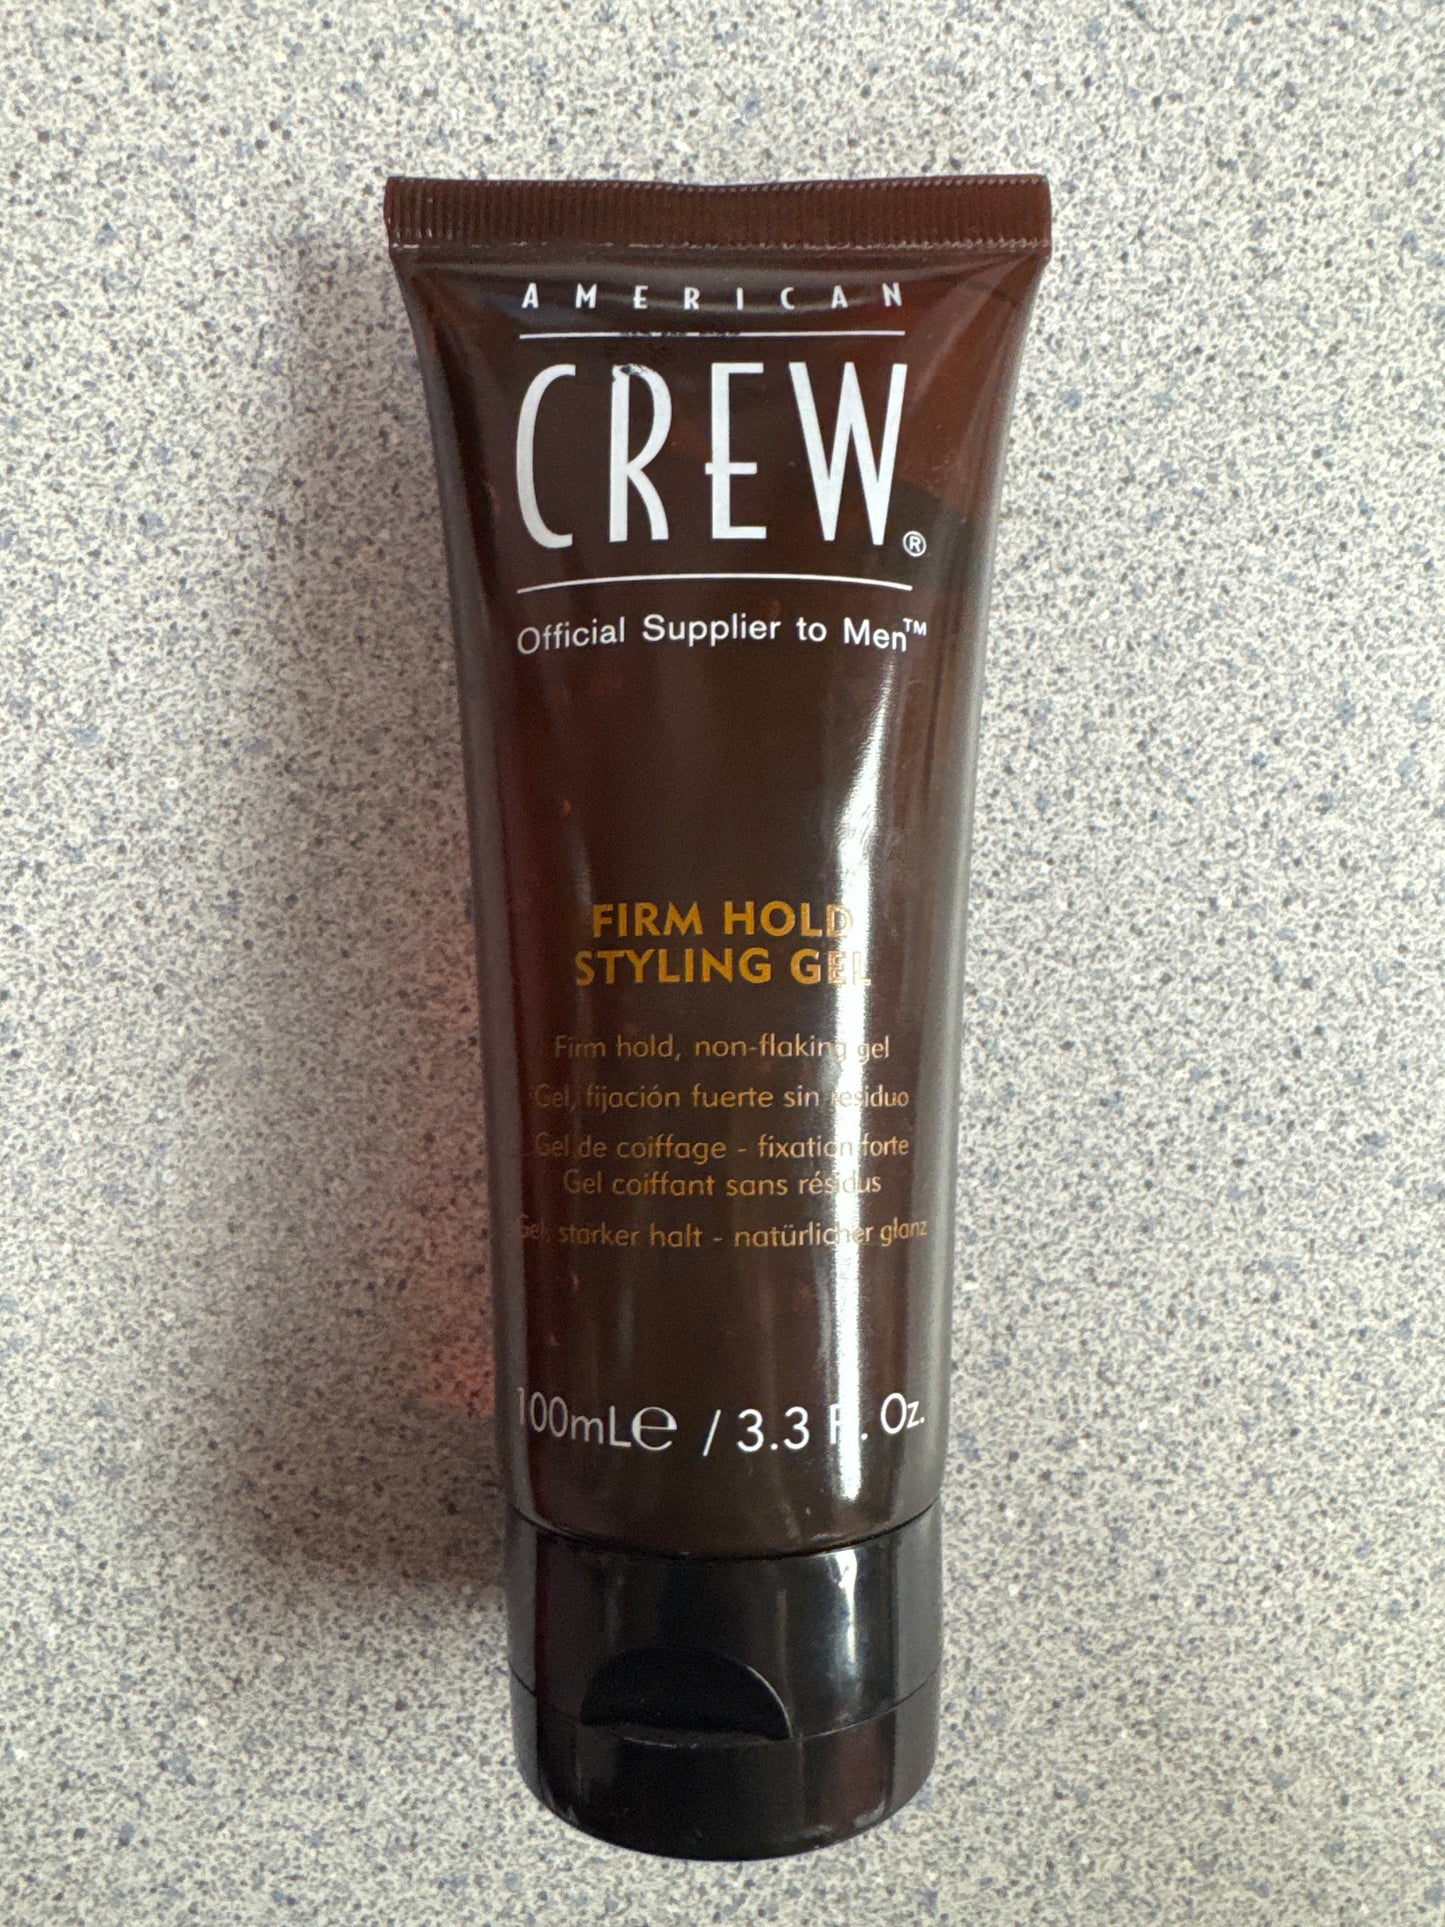 AMERICAN
CREW®
Official Supplier to Men™
FIRM HOLD
STYLING GEL
Firm hold, non-flaking gel
Gel, fijación fuerte sin residuo
Gel de coiffage - fixation forte
Gel coiffant sans résidus
Gel, starker halt - natürlicher glanz
100mL℮ / 3.3 Fl. Oz.